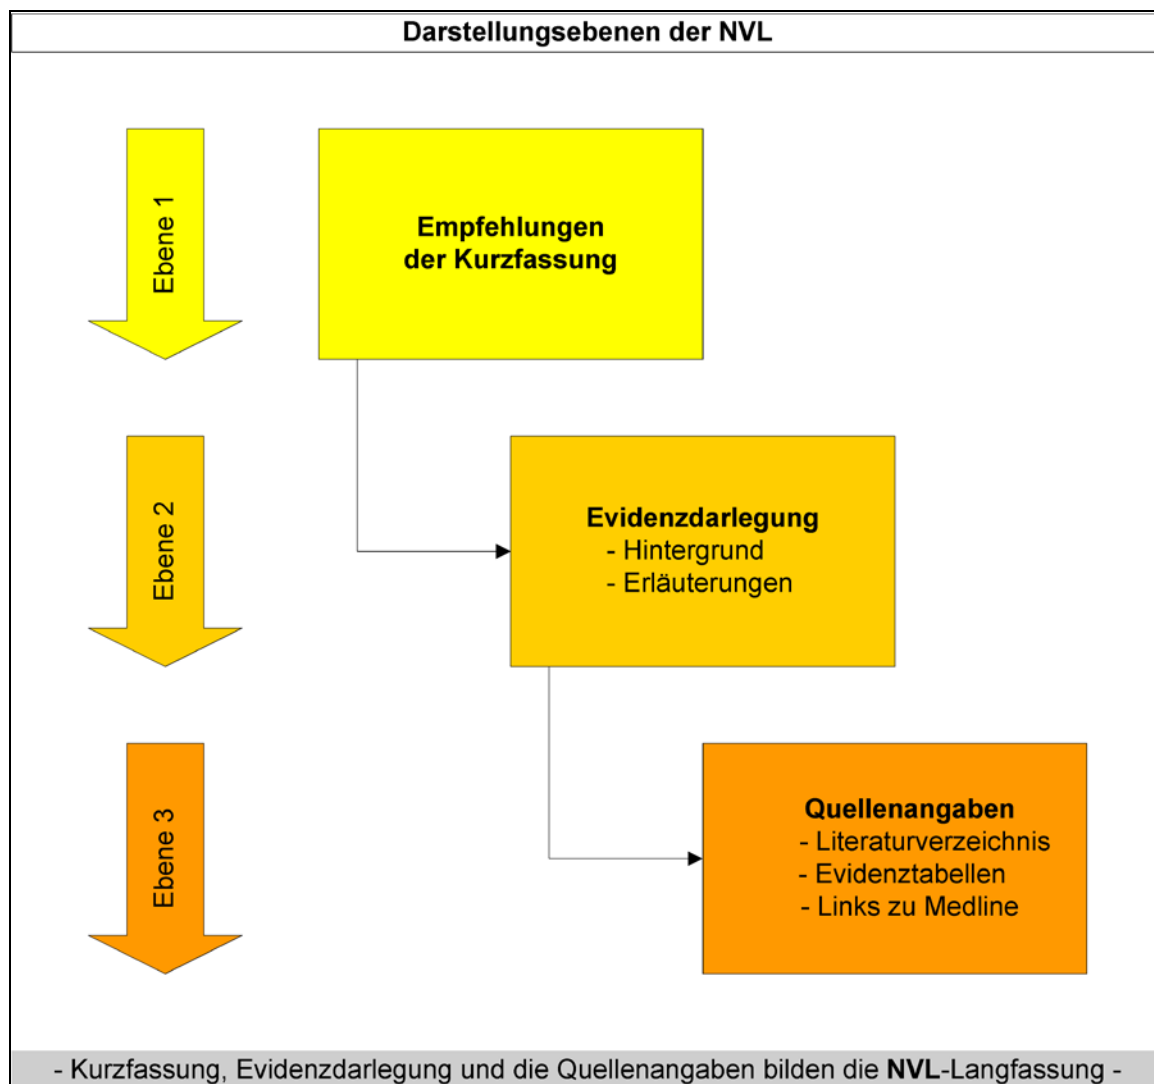 Darstellungsebenen der NVL
Ebene 1
Empfehlungen
der Kurzfassung
Ebene 2
Evidenzdarlegung
- Hintergrund
- Erläuterungen
Ebene 3
Quellenangaben
- Literaturverzeichnis
- Evidenztabellen
- Links zu Medline
- Kurzfassung, Evidenzdarlegung und die Quellenangaben bilden die NVL-Langfassung -